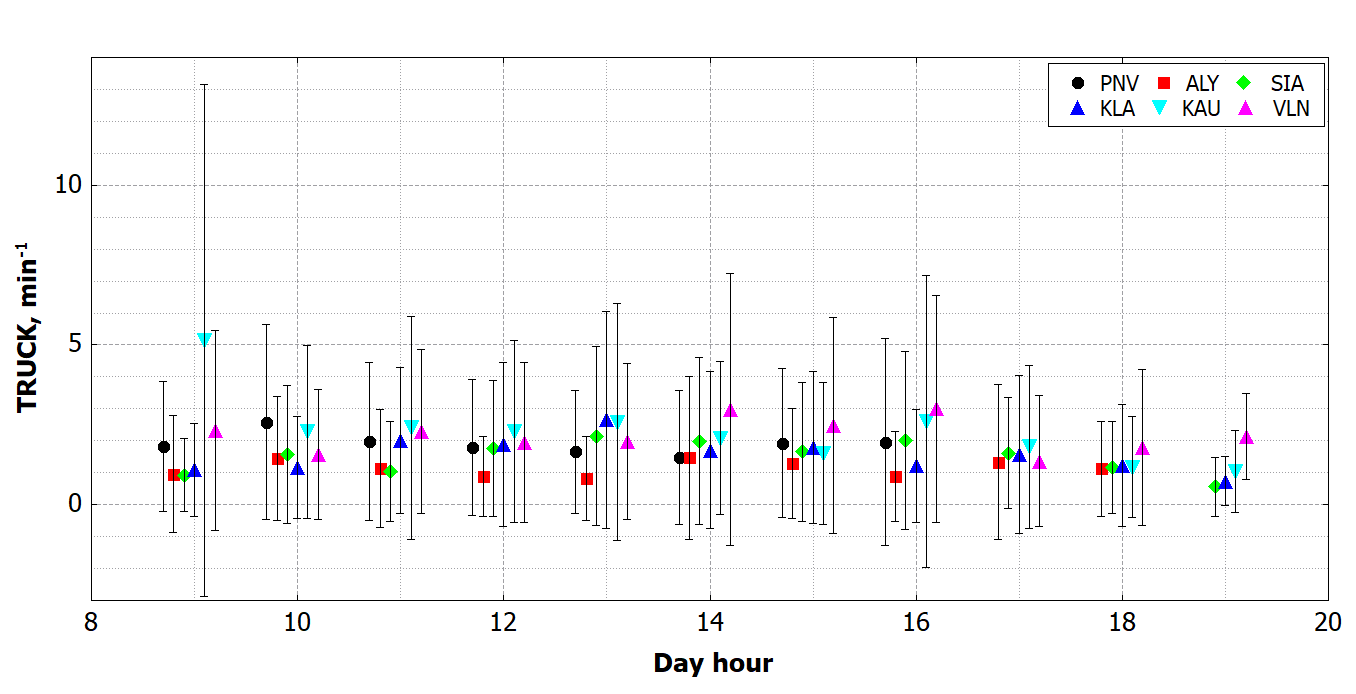 PNV ALY SIA
KLA KAU VLN
10
5
0
TRUCK, min-1
8 10 12 14 16 18 20
Day hour